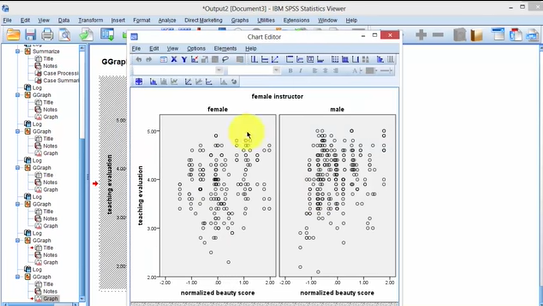 *Output2 [Document3] - IBM SPSS Statistics Viewer
File Edit View Data Transform Insert Format Analyze Direct Marketing Graphs Utilities Extensions Window Help
Summarize
Title
Notes
Case Processi
Case Summari
Log
GGraph
Title
Notes
Graph
Log
GGraph
Title
Notes
Graph
Log
GGraph
Title
Notes
Graph
Log
GGraph
Title
Notes
Graph
Log
GGraph
Title
Notes
Graph
Log
GGraph
Title
Notes
Graph
GGraph
teaching evaluation
5.00
4.00
3.00
2.00
Chart Editor
File Edit View Options Elements Help
female instructor
female male
teaching evaluation
5.00
4.00
3.00
2.00
-2.00 -1.00 .00 1.00 2.00 -2.00 -1.00 .00 1.00 2.00
normalized beauty score normalized beauty score